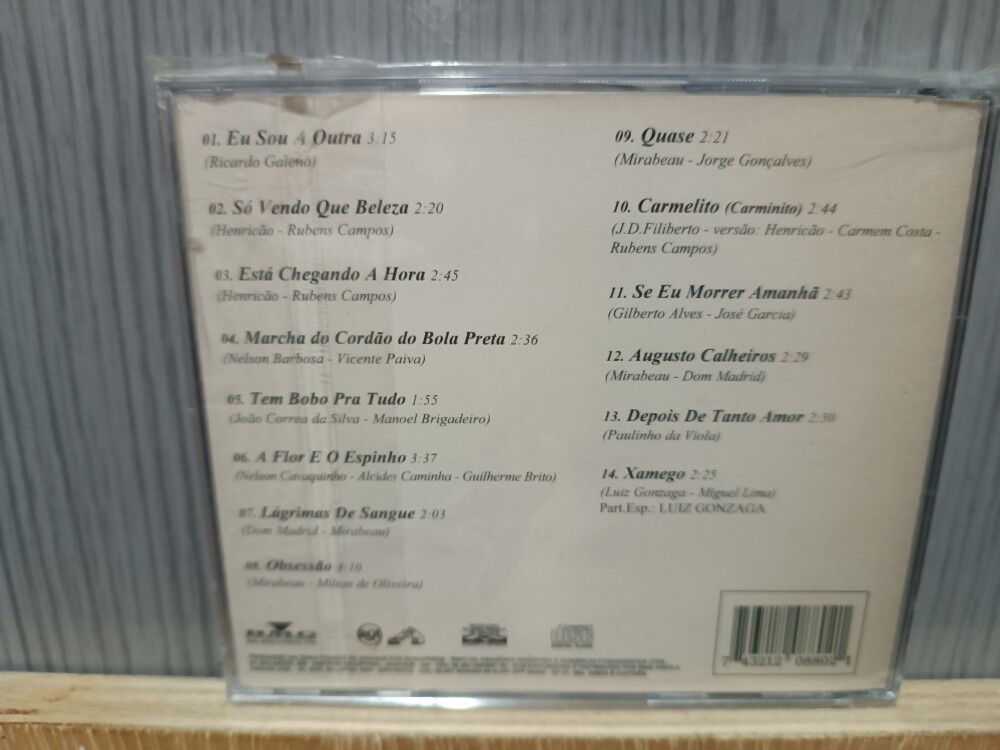 01. Eu Sou A Outra 3:15
(Ricardo Galeno)
02. Só Vendo Que Beleza 2:20
(Henricão - Rubens Campos)
03. Está Chegando A Hora 2:45
(Henricão - Rubens Campos)
04. Marcha do Cordão do Bola Preta 2:36
(Nelson Barbosa - Vicente Paiva)
05. Tem Bobo Pra Tudo 1:55
(João Correa da Silva - Manoel Brigadeiro)
06. A Flor E O Espinho 3:37
(Nelson Cavaquinho - Alcides Caminha - Guilherme Brito)
07. Lágrimas De Sangue 2:03
(Dom Madrid - Mirabeau)
08. Obsessão :10
(Mirabeau - Milton de Oliveira)
09. Quase 2:21
(Mirabeau - Jorge Gonçalves)
10. Carmelito (Carminito) 2:44
(J.D.Filiberto - versão: Henricão - Carmem Costa -
Rubens Campos)
11. Se Eu Morrer Amanhã 2:43
(Gilberto Alves - José Garcia)
12. Augusto Calheiros 2:29
(Mirabeau - Dom Madrid)
13. Depois De Tanto Amor 2:50
(Paulinho da Viola)
14. Xamego 2:25
(Luiz Gonzaga - Miguel Lima)
Part.Esp.: LUIZ GONZAGA
BMG
RCA
7 43212 08802 1